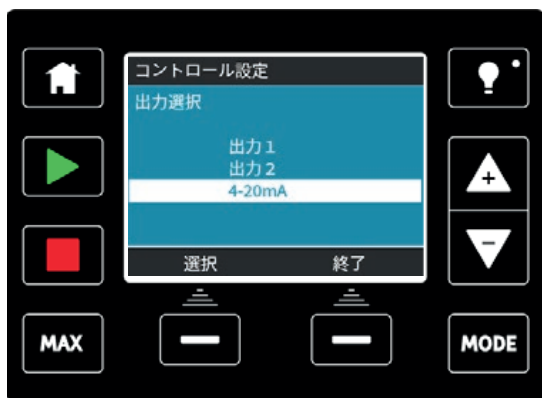 コントロール設定
出力選択
出力1
出力2
4-20mA
選択 終了
+
-
MAX
MODE